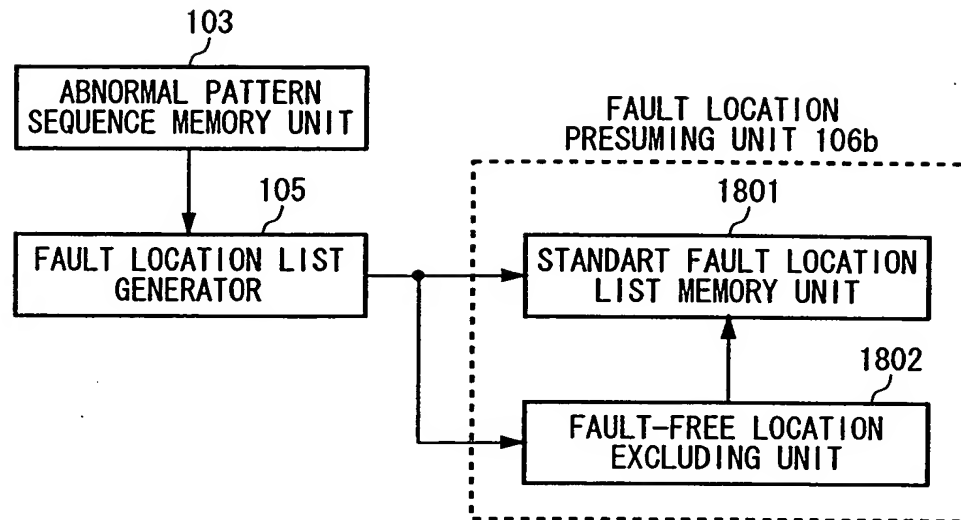 103
ABNORMAL PATTERN
SEQUENCE MEMORY UNIT
FAULT LOCATION
PRESUMING UNIT 106b
105
FAULT LOCATION LIST
GENERATOR
1801
STANDART FAULT LOCATION
LIST MEMORY UNIT
1802
FAULT-FREE LOCATION
EXCLUDING UNIT